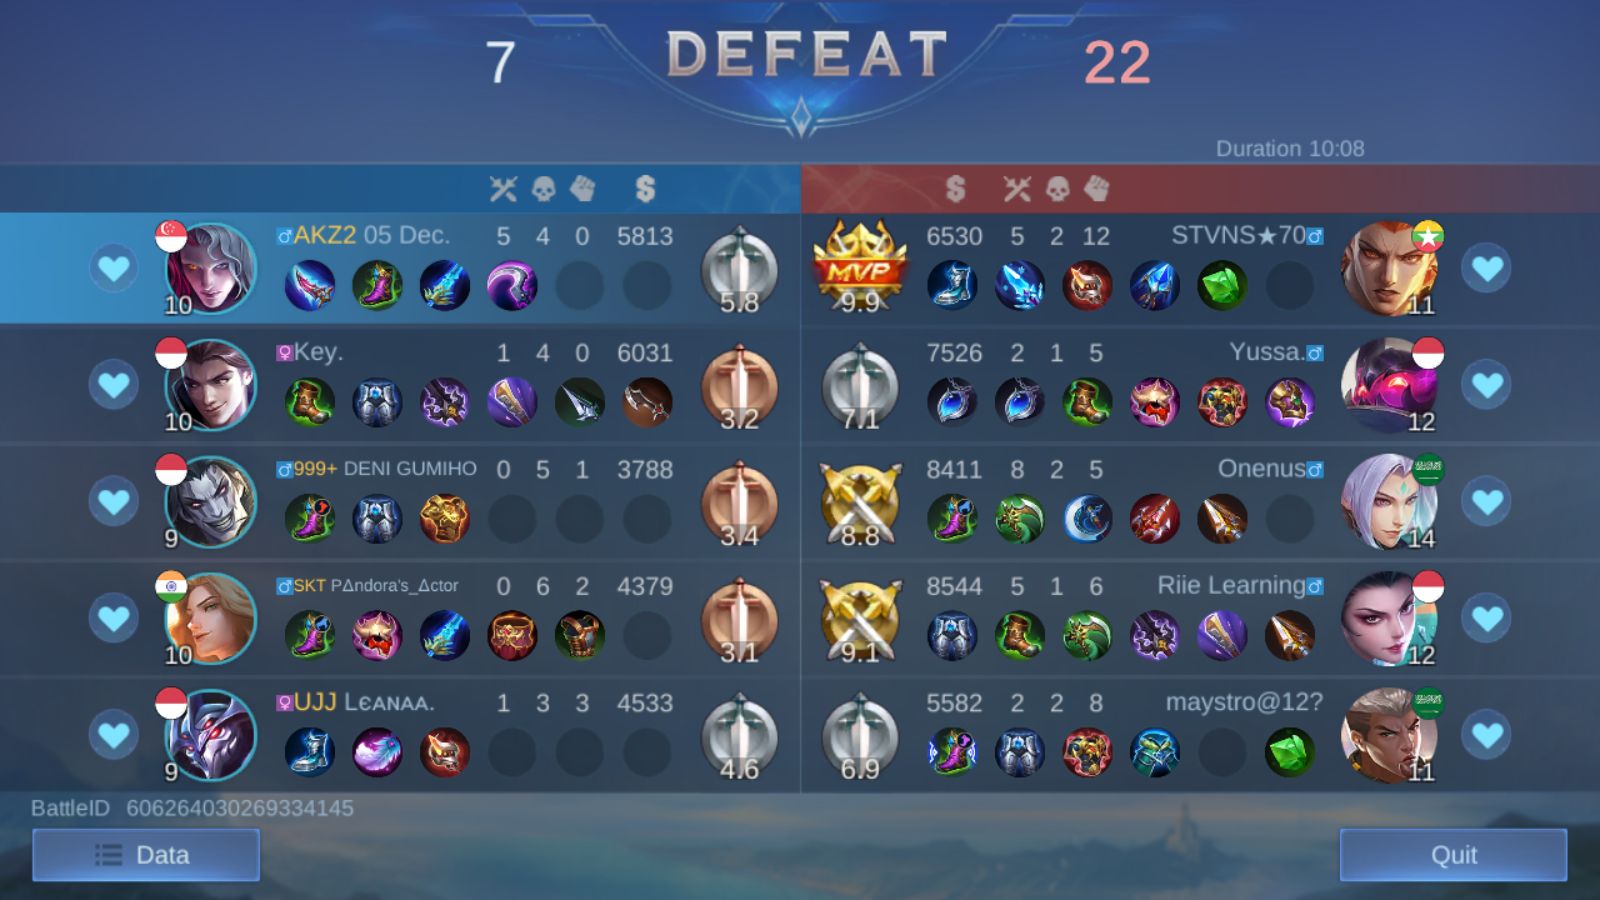 7 DEFEAT 22
Duration 10:08
AKZ2 05 Dec. 5 4 0 5813
10 5.8
MVP 9.9 6530 5 2 12 STVNS★70
11
Key. 1 4 0 6031
10 3.2
7.1 7526 2 1 5 Yussa.
12
999+ DENI GUMIHO 0 5 1 3788
9 3.4
8.8 8411 8 2 5 Onenus
14
SKT PΔndora's_Δctor 0 6 2 4379
10 3.1
9.1 8544 5 1 6 Riie Learning
12
UJJ LЄᴀɴᴀᴀ. 1 3 3 4533
9 4.6
6.9 5582 2 2 8 maystro@12?
11
BattleID 606264030269334145
Data
Quit